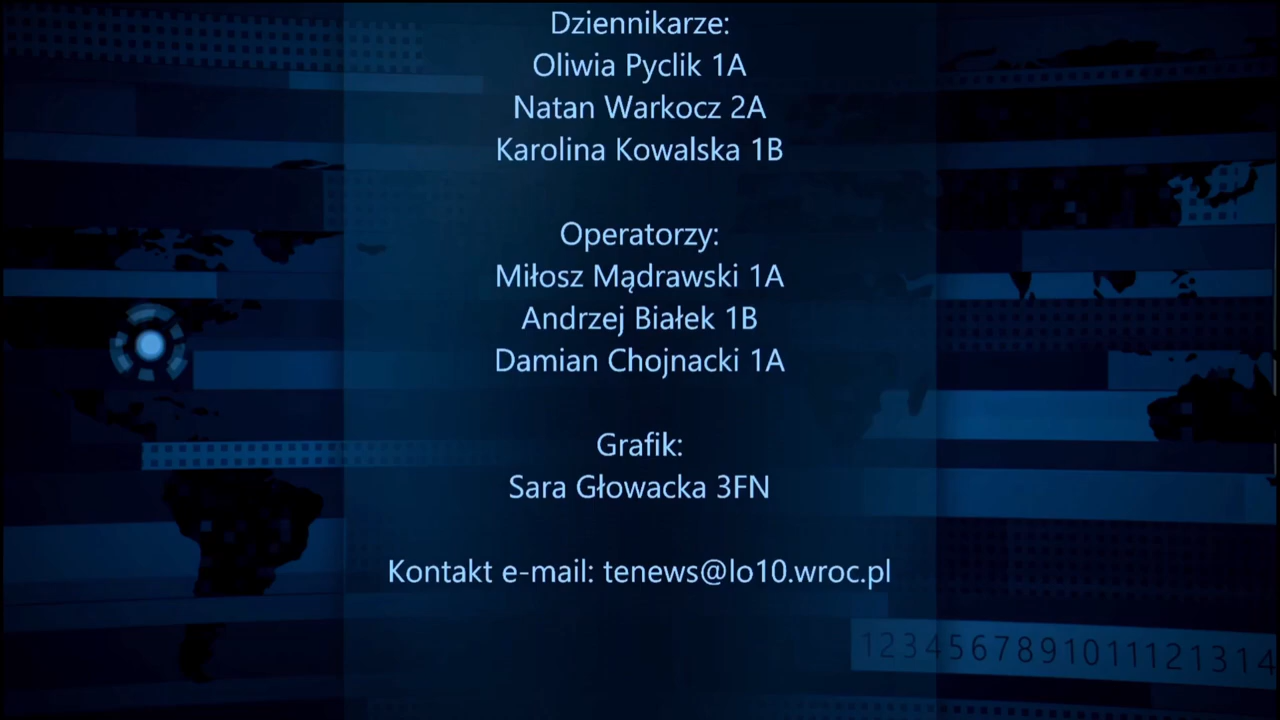 Dziennikarze:
Oliwia Pyclik 1A
Natan Warkocz 2A
Karolina Kowalska 1B
Operatorzy:
Miłosz Mądrawski 1A
Andrzej Białek 1B
Damian Chojnacki 1A
Grafik:
Sara Głowacka 3FN
Kontakt e-mail: tenews@lo10.wroc.pl
1234567891011121314